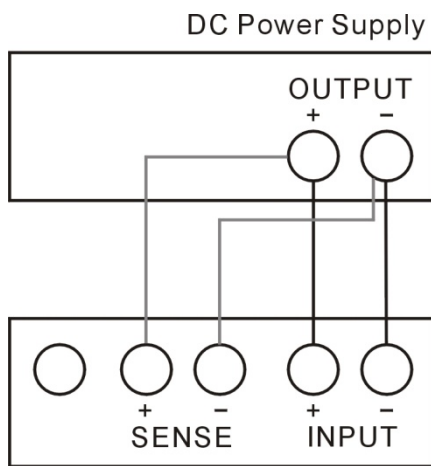 DC Power Supply
OUTPUT
+ −
+ − + −
SENSE INPUT